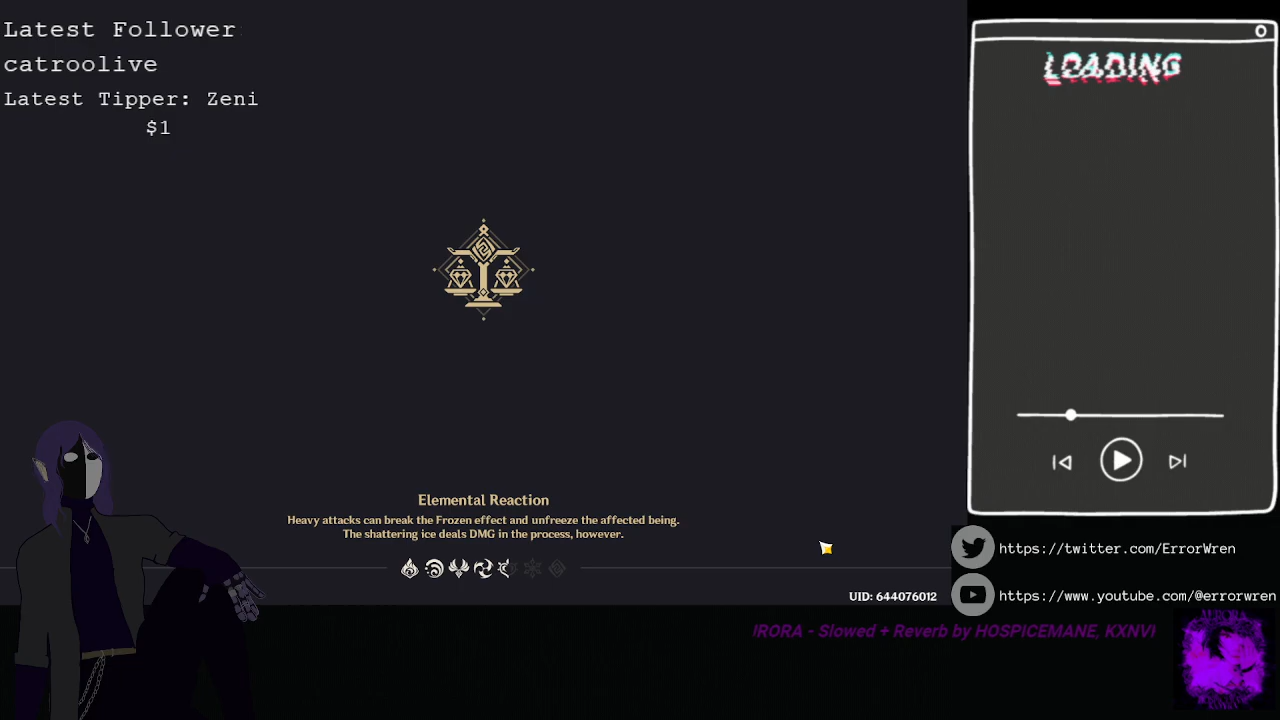 Latest Follower
catroolive
Latest Tipper: Zeni
$1
LOADING
Elemental Reaction
Heavy attacks can break the Frozen effect and unfreeze the affected being.
The shattering ice deals DMG in the process, however.
https://twitter.com/ErrorWren
UID: 644076012
https://www.youtube.com/@errorwren
IRORA - Slowed + Reverb by HOSPICEMANE, KXNVI